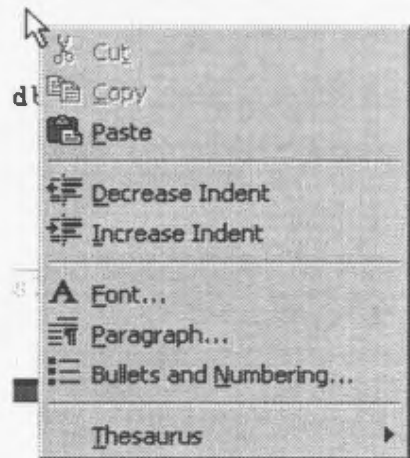 Cut
Copy
Paste
Decrease Indent
Increase Indent
Font...
Paragraph...
Bullets and Numbering...
Thesaurus